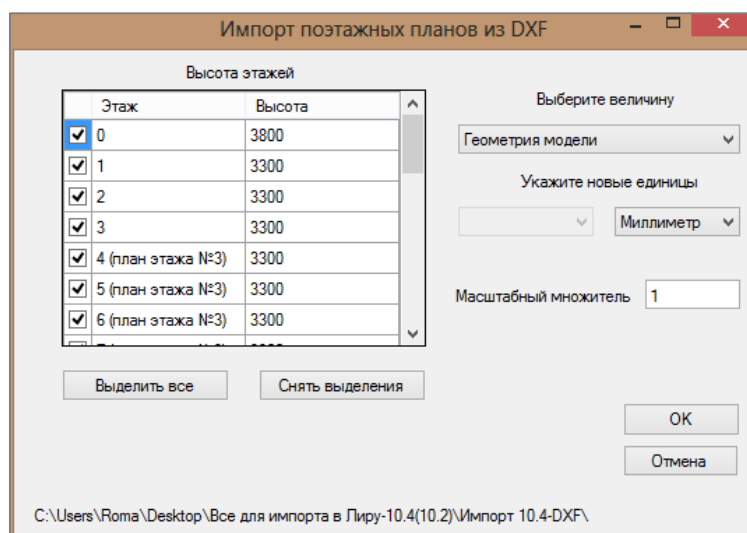 Импорт поэтажных планов из DXF
Высота этажей
Этаж Высота
0 3800
1 3300
2 3300
3 3300
4 (план этажа №3) 3300
5 (план этажа №3) 3300
6 (план этажа №3) 3300
Выделить все
Снять выделения
Выберите величину
Геометрия модели
Укажите новые единицы
Миллиметр
Масштабный множитель 1
OK
Отмена
C:\Users\Roma\Desktop\Все для импорта в Лиру-10.4(10.2)\Импорт 10.4-DXF\